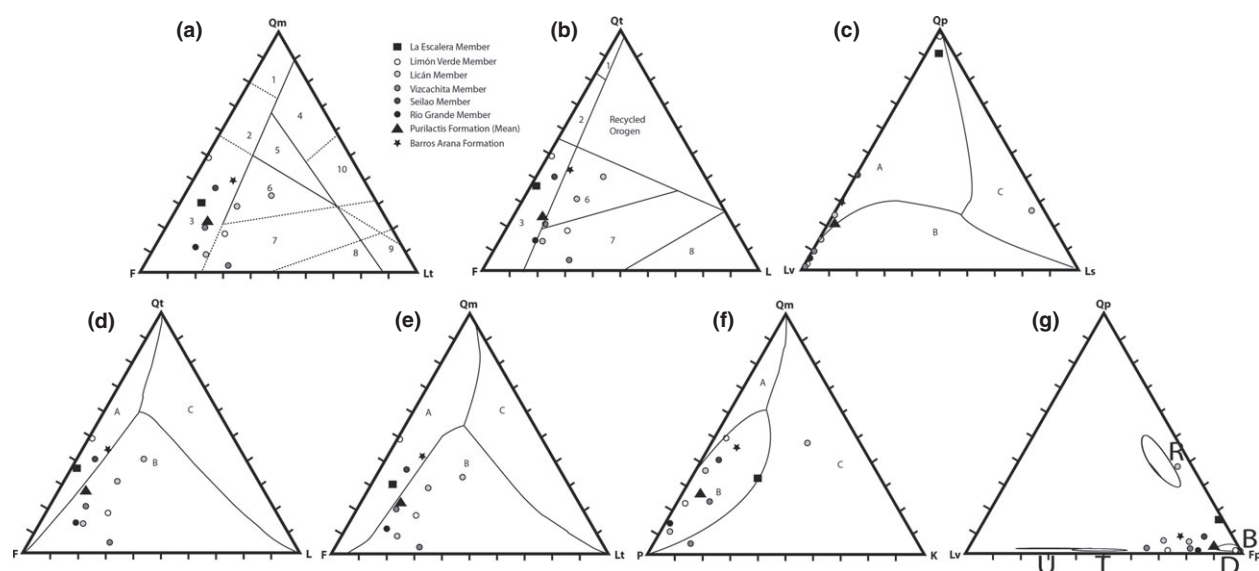 (a)
Qm
F
Lt
1
2
3
4
5
6
7
8
9
10
La Escalera Member
Limón Verde Member
Licán Member
Vizcachita Member
Seilao Member
Río Grande Member
Purilactis Formation (Mean)
Barros Arana Formation
(b)
Qt
F
L
1
2
3
Recycled
Orogen
6
7
8
(c)
Qp
Lv
Ls
A
B
C
(d)
Qt
F
L
A
B
C
(e)
Qm
F
Lt
A
B
C
(f)
Qm
P
K
A
B
C
(g)
Qp
Lv
Fp
R
B
U
T
D